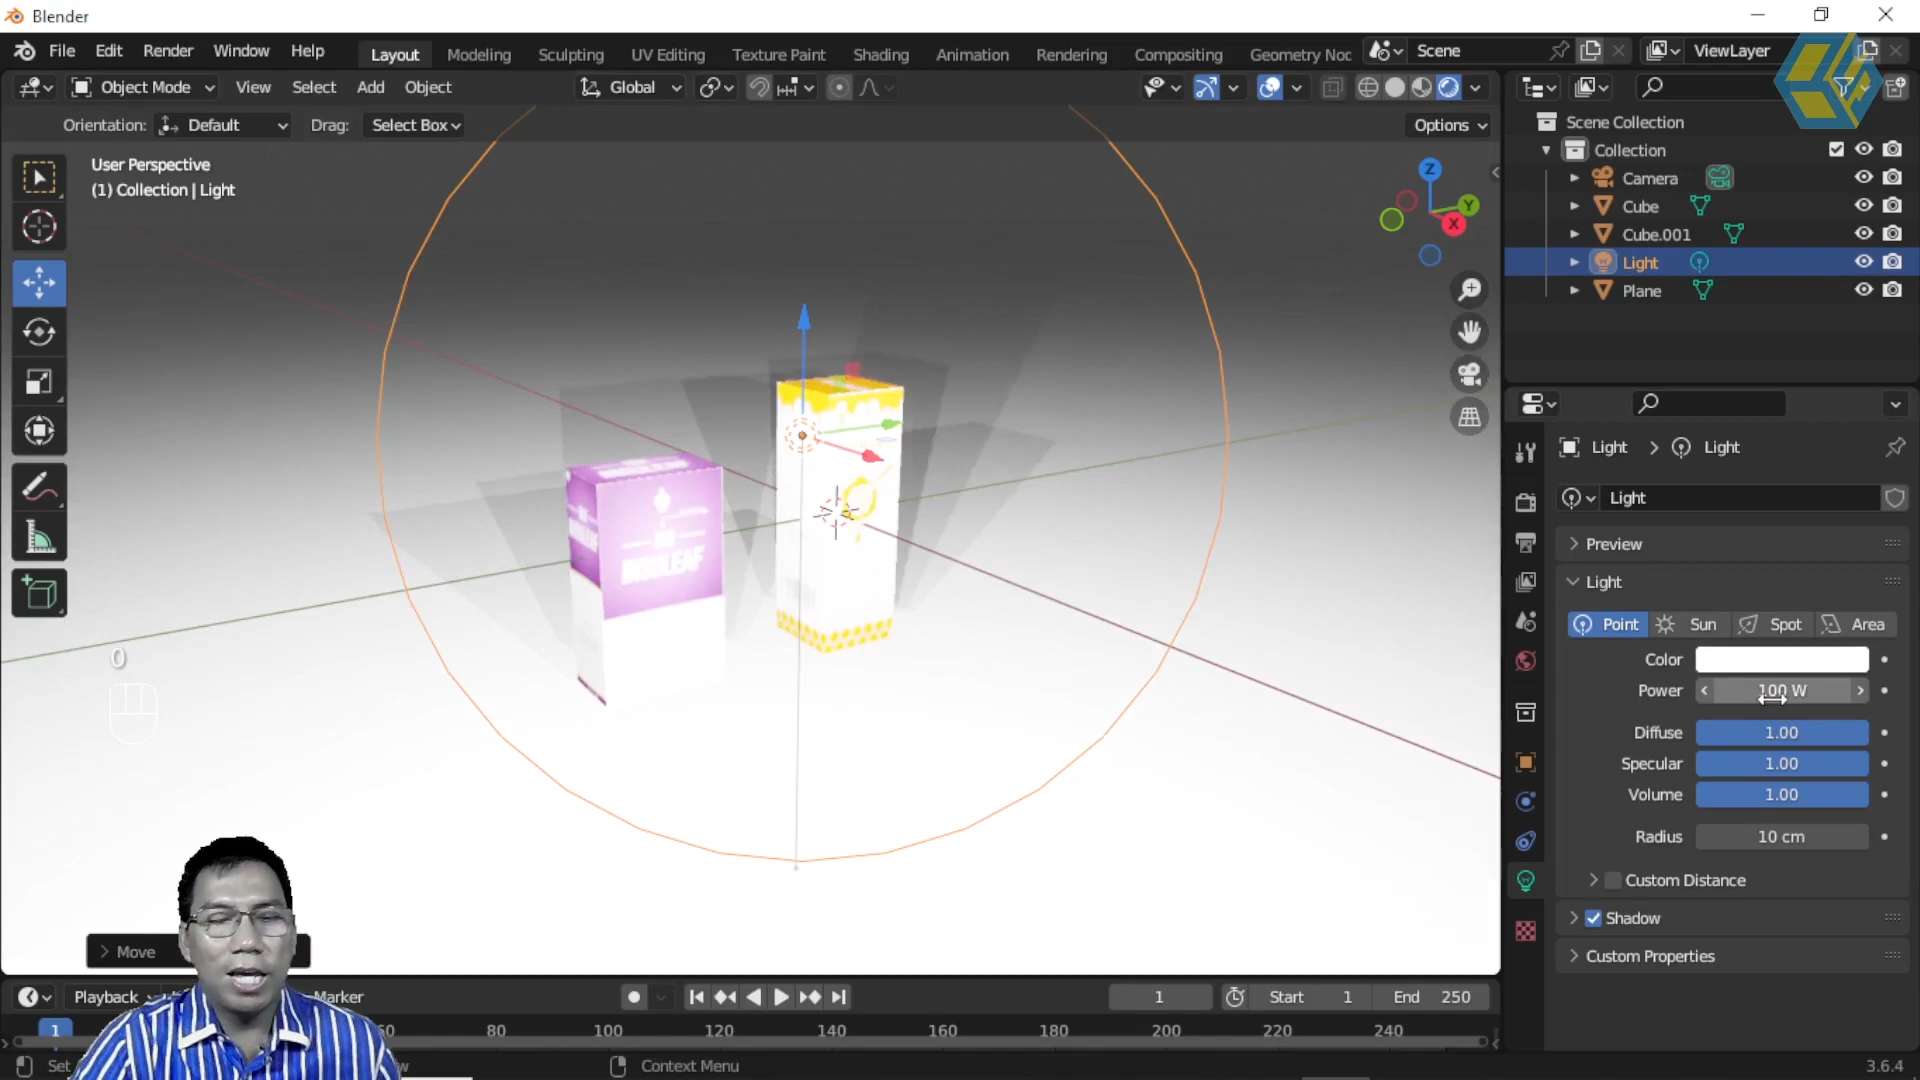 Blender
File Edit Render Window Help Layout Modeling Sculpting UV Editing Texture Paint Shading Animation Rendering Compositing Geometry Noc Scene ViewLayer
Object Mode View Select Add Object Global
Orientation: Default Drag: Select Box Options
User Perspective
(1) Collection | Light
Z
Y
X
INSULEAF
0
Move
Scene Collection
Collection
Camera
Cube
Cube.001
Light
Plane
Light > Light
Light
Preview
Light
Point Sun Spot Area
Color
Power 100 W
Diffuse 1.00
Specular 1.00
Volume 1.00
Radius 10 cm
Custom Distance
Shadow
Custom Properties
Playback Marker 1 Start 1 End 250
1 60 80 100 120 140 160 180 200 220 240
Set Context Menu 3.6.4